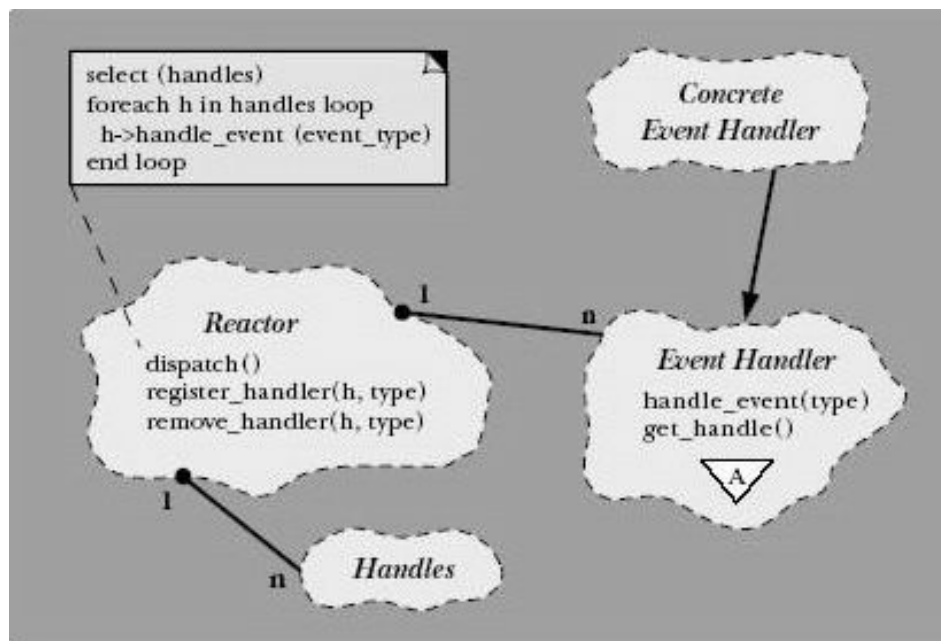 select (handles)
foreach h in handles loop
h->handle_event (event_type)
end loop
Concrete
Event Handler
Reactor
dispatch()
register_handler(h, type)
remove_handler(h, type)
1
n
Event Handler
handle_event(type)
get_handle()
A
1
n
Handles